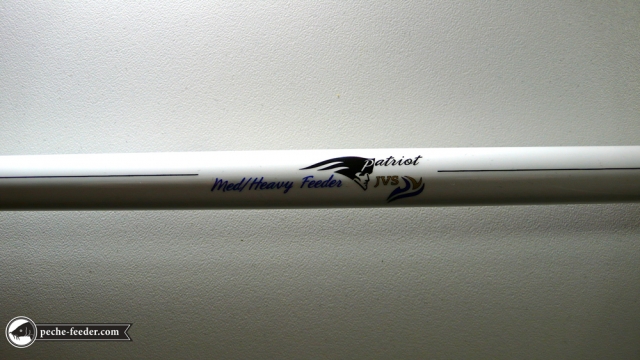 Patriot
Med/Heavy Feeder JVS
peche-feeder.com